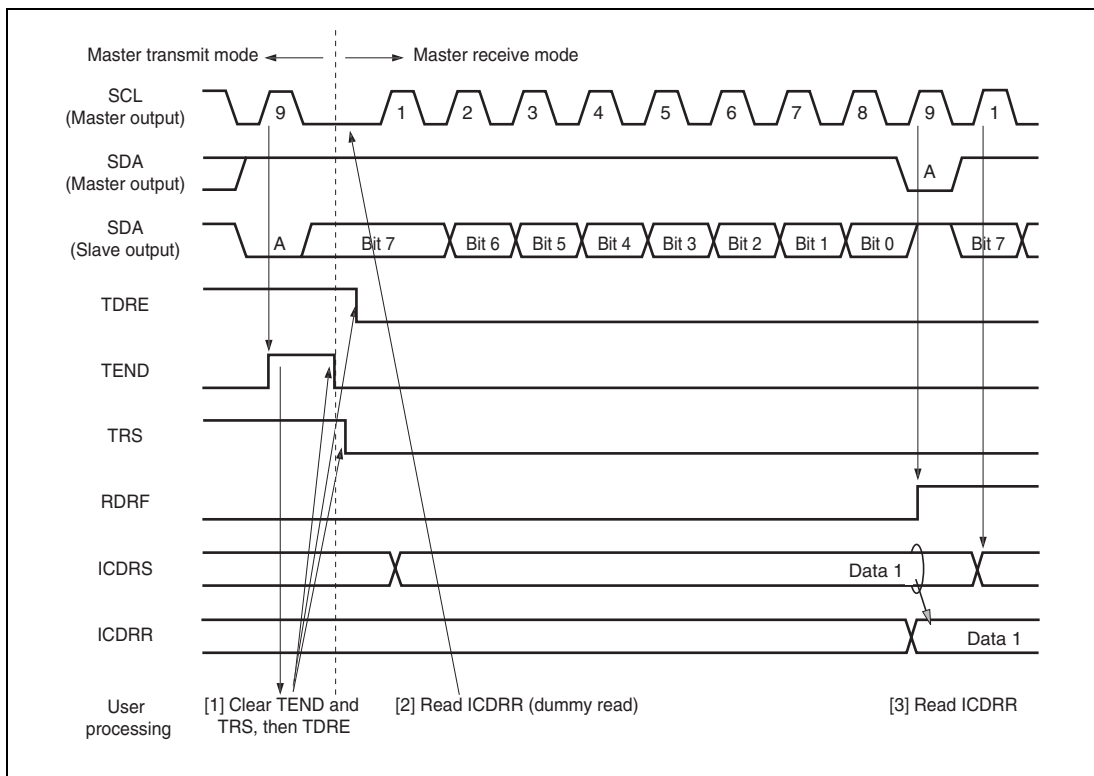 Master transmit mode
Master receive mode
SCL
(Master output)
9
1
2
3
4
5
6
7
8
9
1
SDA
(Master output)
A
SDA
(Slave output)
A
Bit 7
Bit 6
Bit 5
Bit 4
Bit 3
Bit 2
Bit 1
Bit 0
Bit 7
TDRE
TEND
TRS
RDRF
ICDRS
Data 1
ICDRR
Data 1
User
processing
[1] Clear TEND and
TRS, then TDRE
[2] Read ICDRR (dummy read)
[3] Read ICDRR